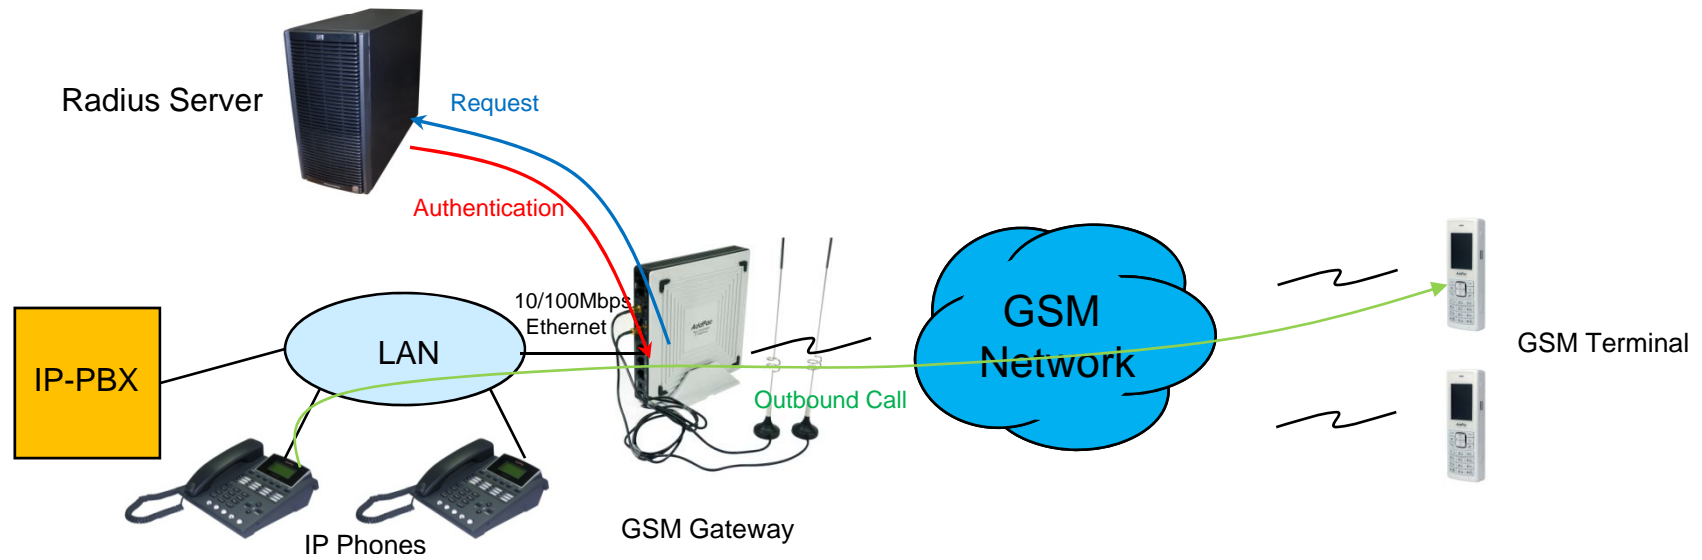 Radius Server
Request
Authentication
10/100Mbps
Ethernet
AddPac
GSM
Network
GSM Terminal
LAN
IP-PBX
Outbound Call
GSM Gateway
IP Phones